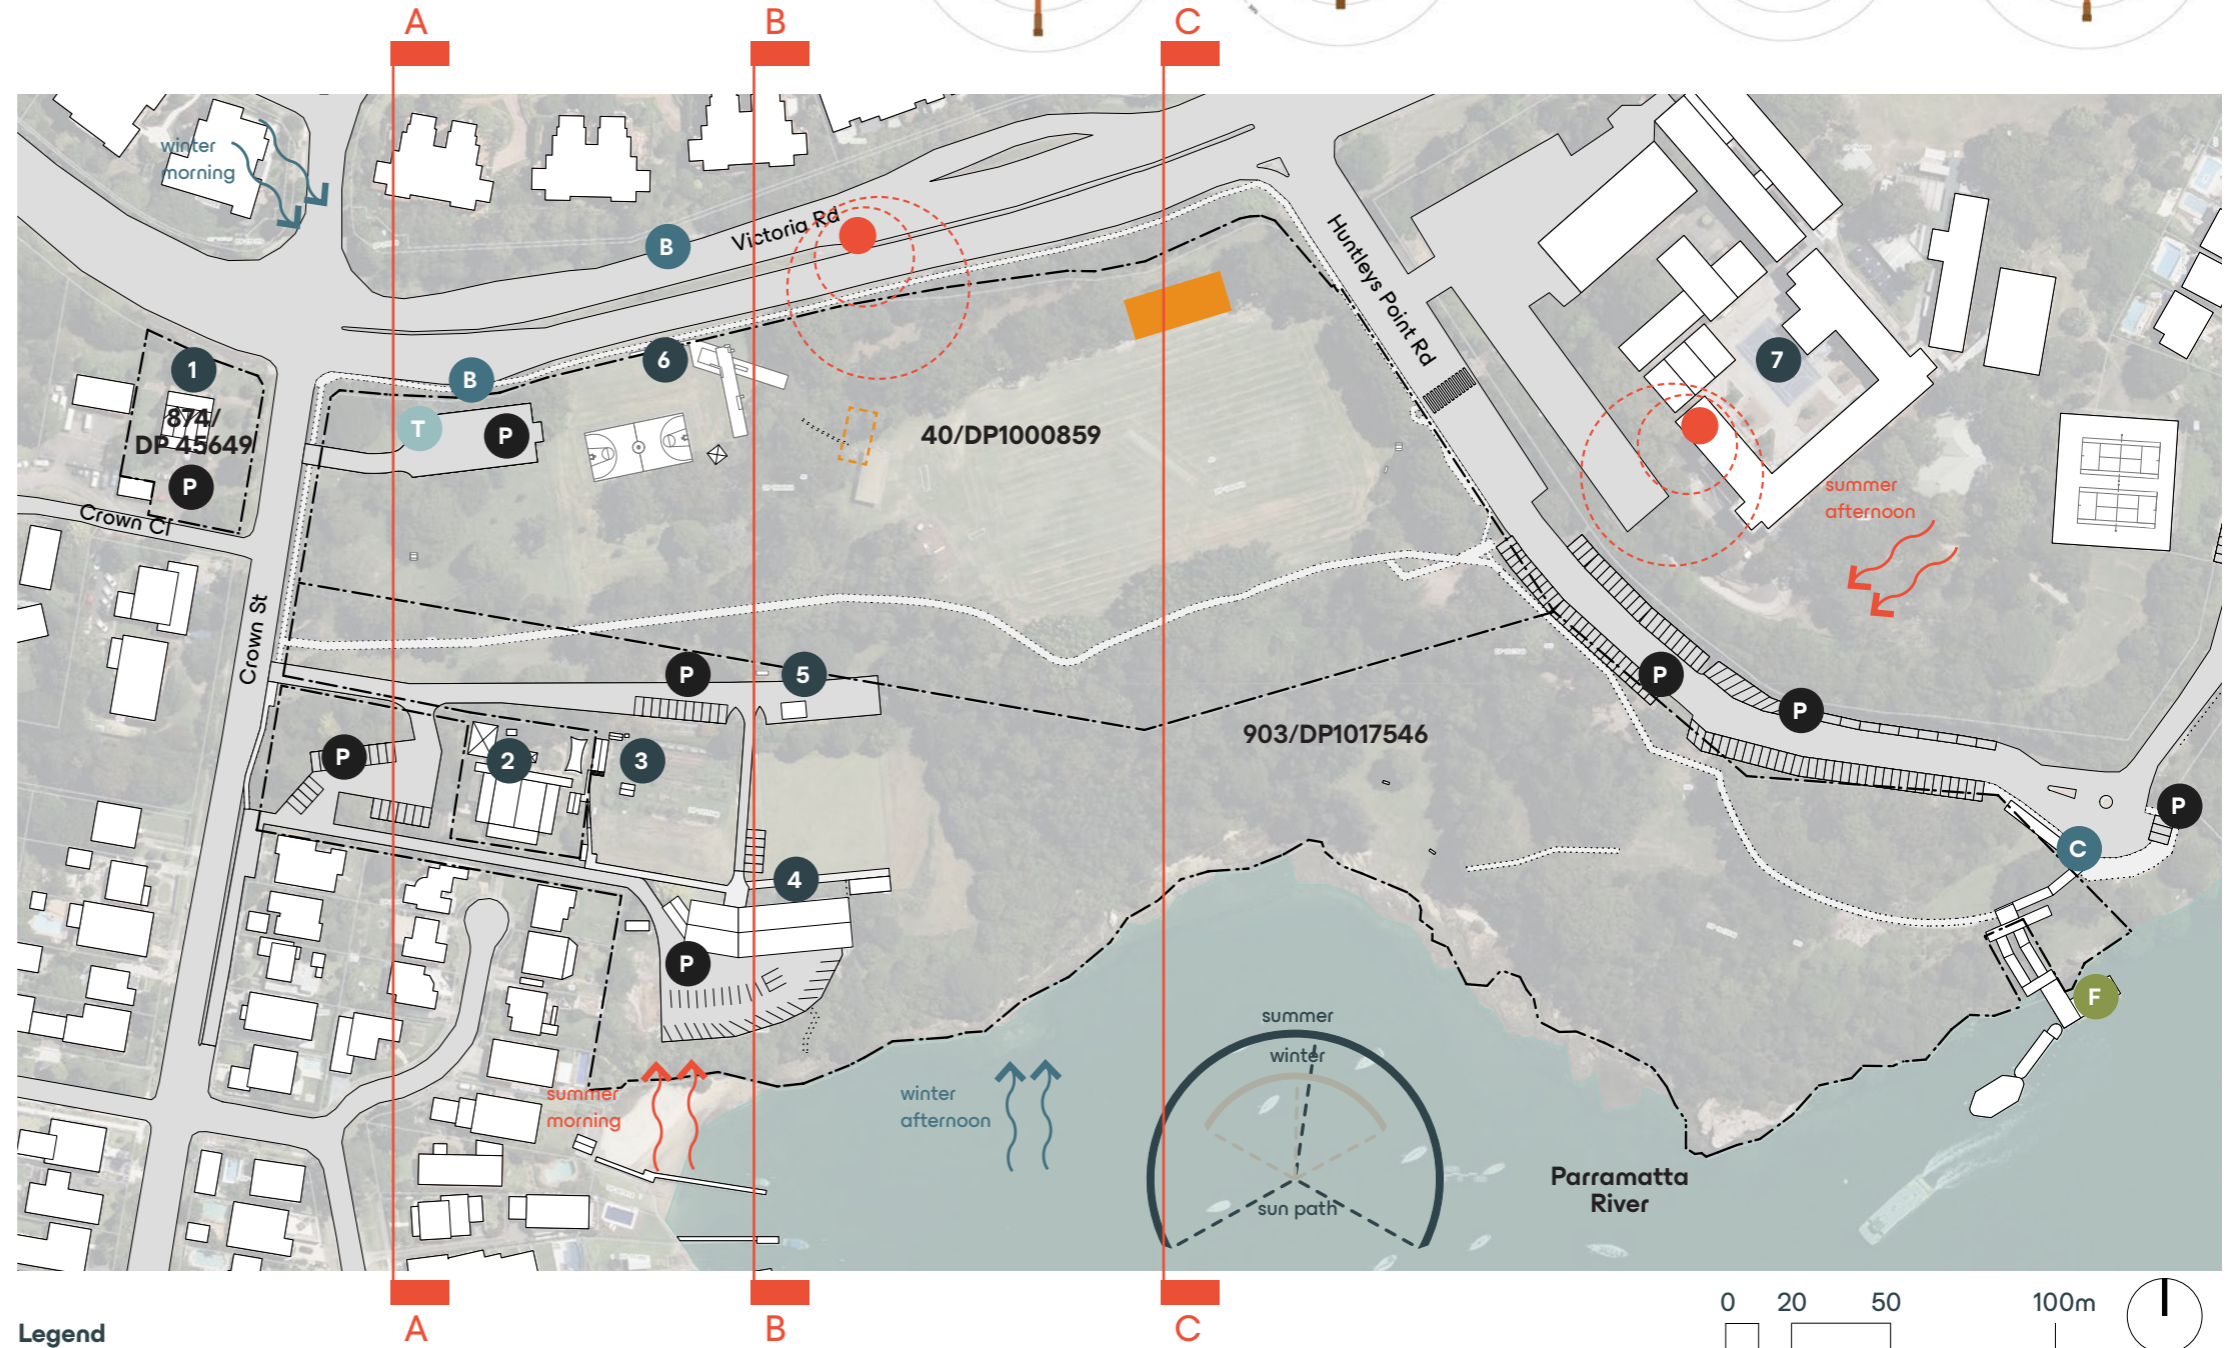 A
B
C
winter
morning
B
Victoria Rd
Huntleys Point Rd
1
6
7
B
874/
DP 45649
T
P
40/DP1000859
P
Crown Cl
summer
afternoon
Crown St
P
5
P
P
903/DP1017546
P
2
3
P
C
4
P
F
summer
winter
summer
morning
winter
afternoon
sun path
Parramatta
River
0 20 50 100m
A
B
C
Legend